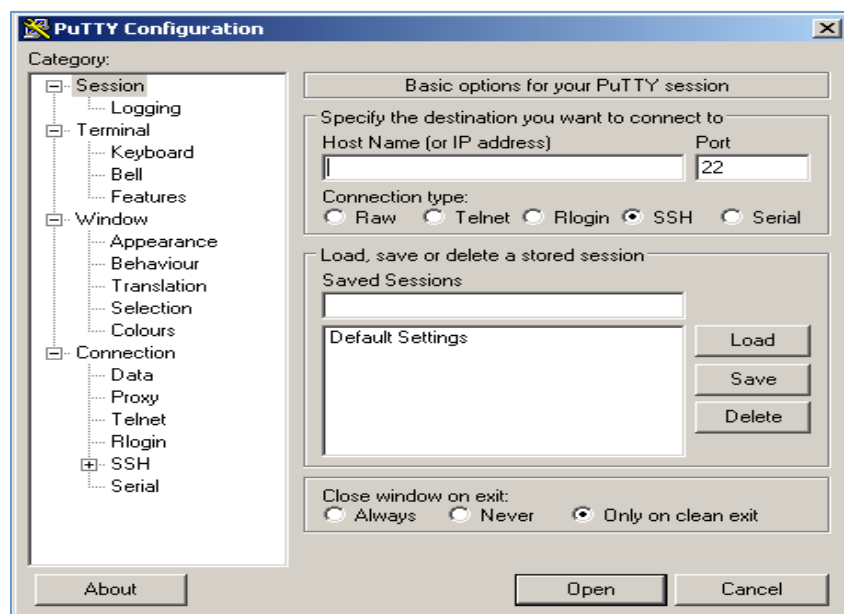 PuTTY Configuration
Category:
Session
Logging
Terminal
Keyboard
Bell
Features
Window
Appearance
Behaviour
Translation
Selection
Colours
Connection
Data
Proxy
Telnet
Rlogin
SSH
Serial
Basic options for your PuTTY session
Specify the destination you want to connect to
Host Name (or IP address) Port
22
Connection type:
Raw Telnet Rlogin SSH Serial
Load, save or delete a stored session
Saved Sessions
Default Settings
Load
Save
Delete
Close window on exit:
Always Never Only on clean exit
About Open Cancel